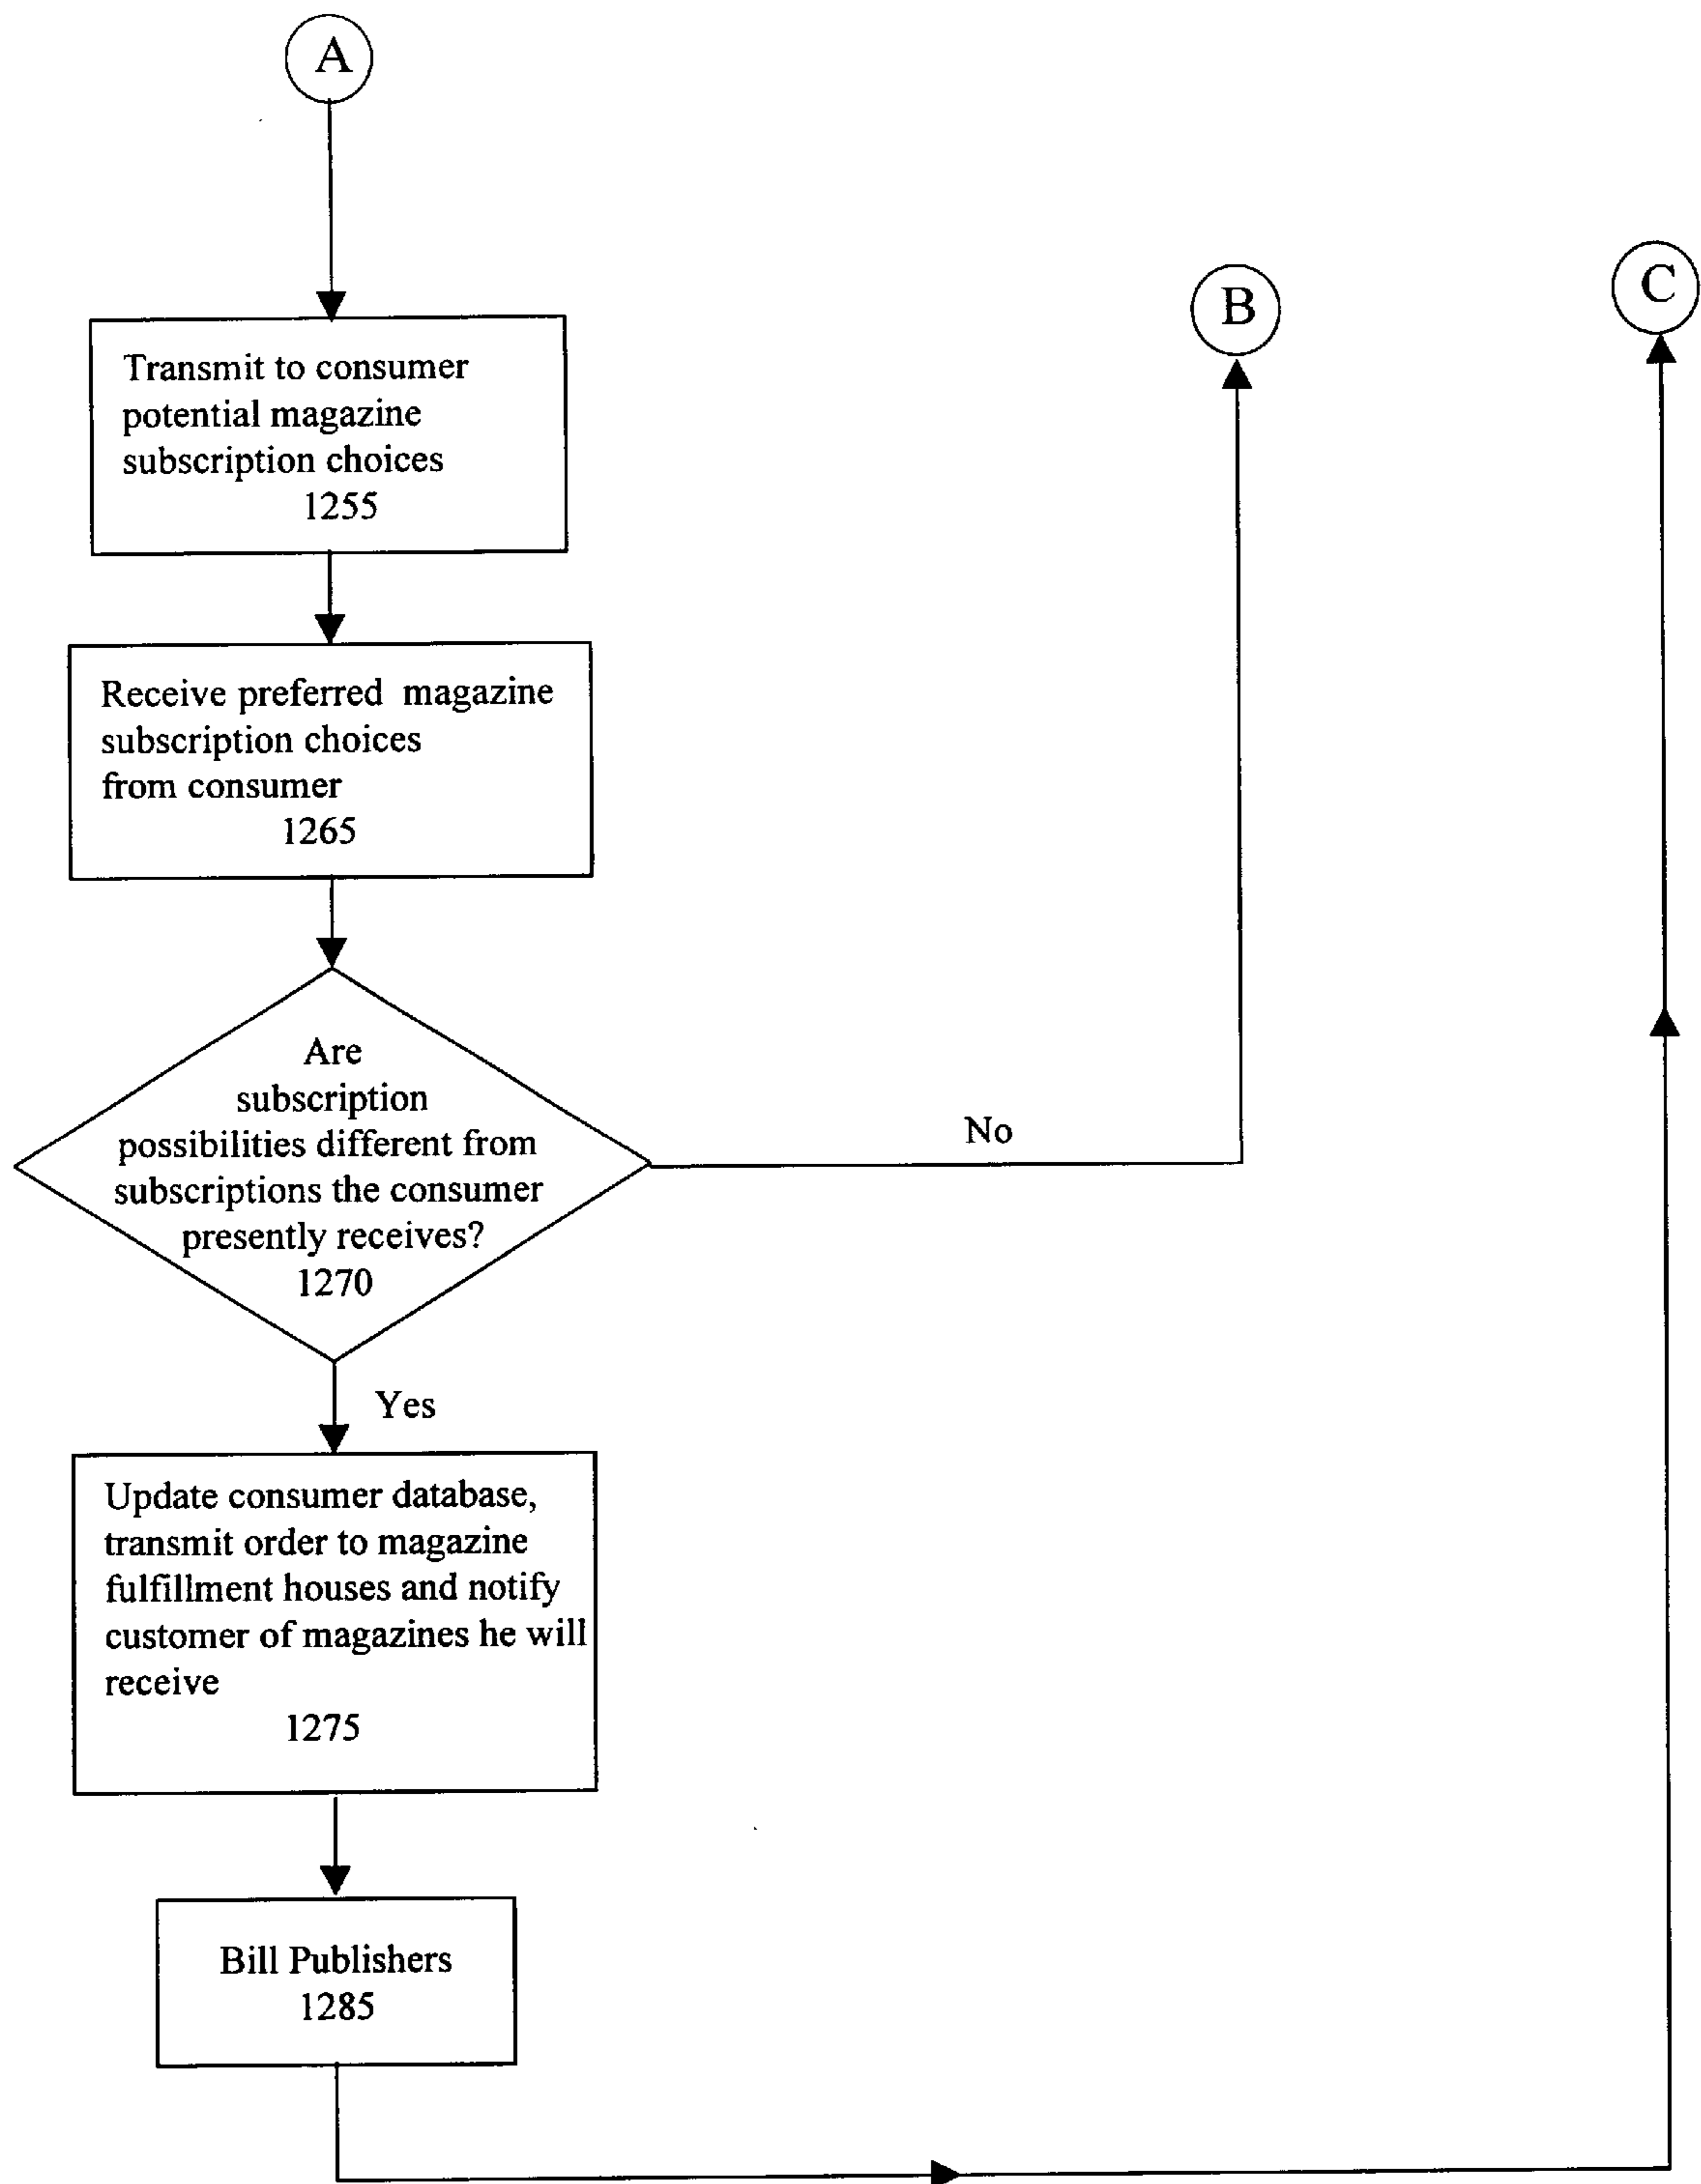 A
B
C
Transmit to consumer
potential magazine
subscription choices
1255
Receive preferred magazine
subscription choices
from consumer
1265
Are
subscription
possibilities different from
subscriptions the consumer
presently receives?
1270
No
Yes
Update consumer database,
transmit order to magazine
fulfillment houses and notify
customer of magazines he will
receive
1275
Bill Publishers
1285